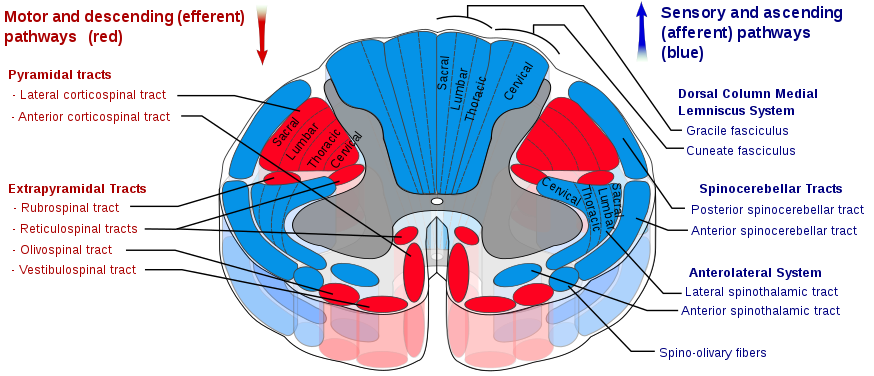 Motor and descending (efferent)
pathways (red)
Pyramidal tracts
- Lateral corticospinal tract
- Anterior corticospinal tract
Extrapyramidal Tracts
- Rubrospinal tract
- Reticulospinal tracts
- Olivospinal tract
- Vestibulospinal tract
Sacral
Lumbar
Thoracic
Cervical
Sacral
Lumbar
Thoracic
Cervical
Cervical
Thoracic
Lumbar
Sacral
Sensory and ascending
(afferent) pathways
(blue)
Dorsal Column Medial
Lemniscus System
Gracile fasciculus
Cuneate fasciculus
Spinocerebellar Tracts
Posterior spinocerebellar tract
Anterior spinocerebellar tract
Anterolateral System
Lateral spinothalamic tract
Anterior spinothalamic tract
Spino-olivary fibers